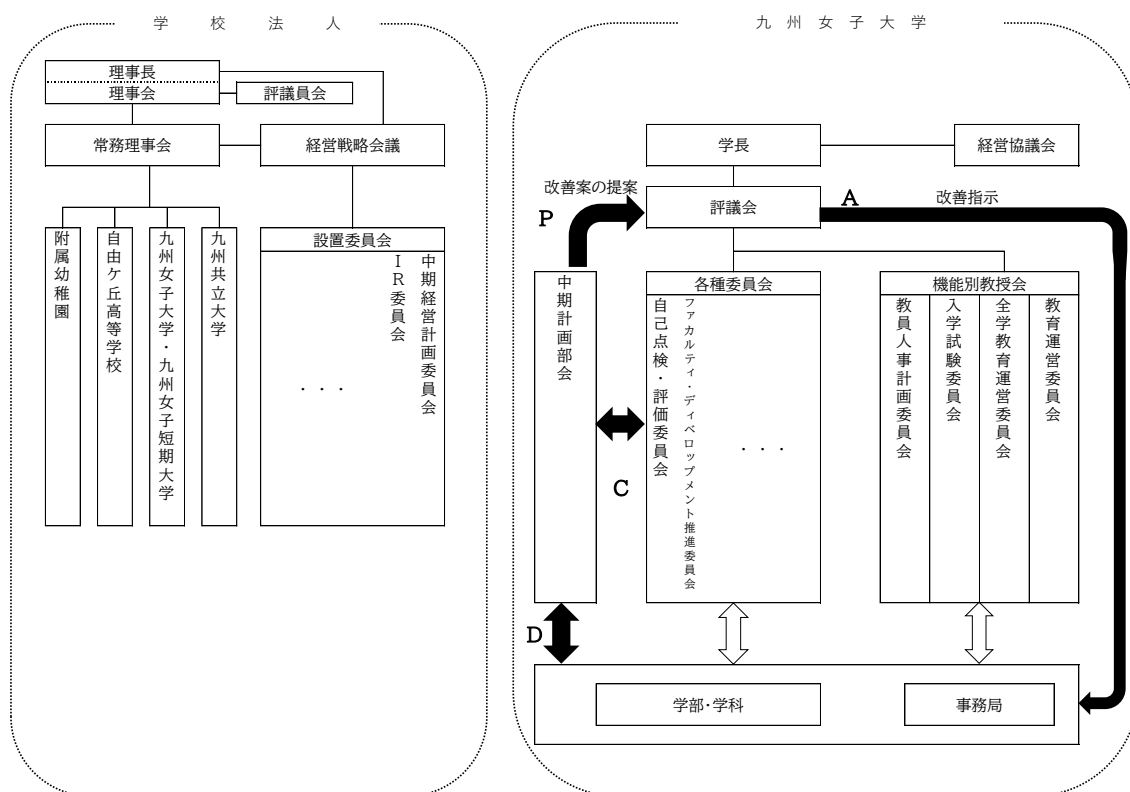 学校法人
理事長
理事会
評議員会
常務理事会
経営戦略会議
附属幼稚園
自由ケ丘高等学校
九州女子大学・九州女子短期大学
九州共立大学
設置委員会
中期経営計画委員会
IR委員会
・・・
九州女子大学
学長
経営協議会
改善案の提案
P
評議会
A
改善指示
中期計画部会
各種委員会
自己点検・評価委員会
ファカルティ・ディベロップメント推進委員会
・・・
機能別教授会
教員人事計画委員会
入学試験委員会
全学教育運営委員会
教育運営委員会
C
D
学部・学科
事務局